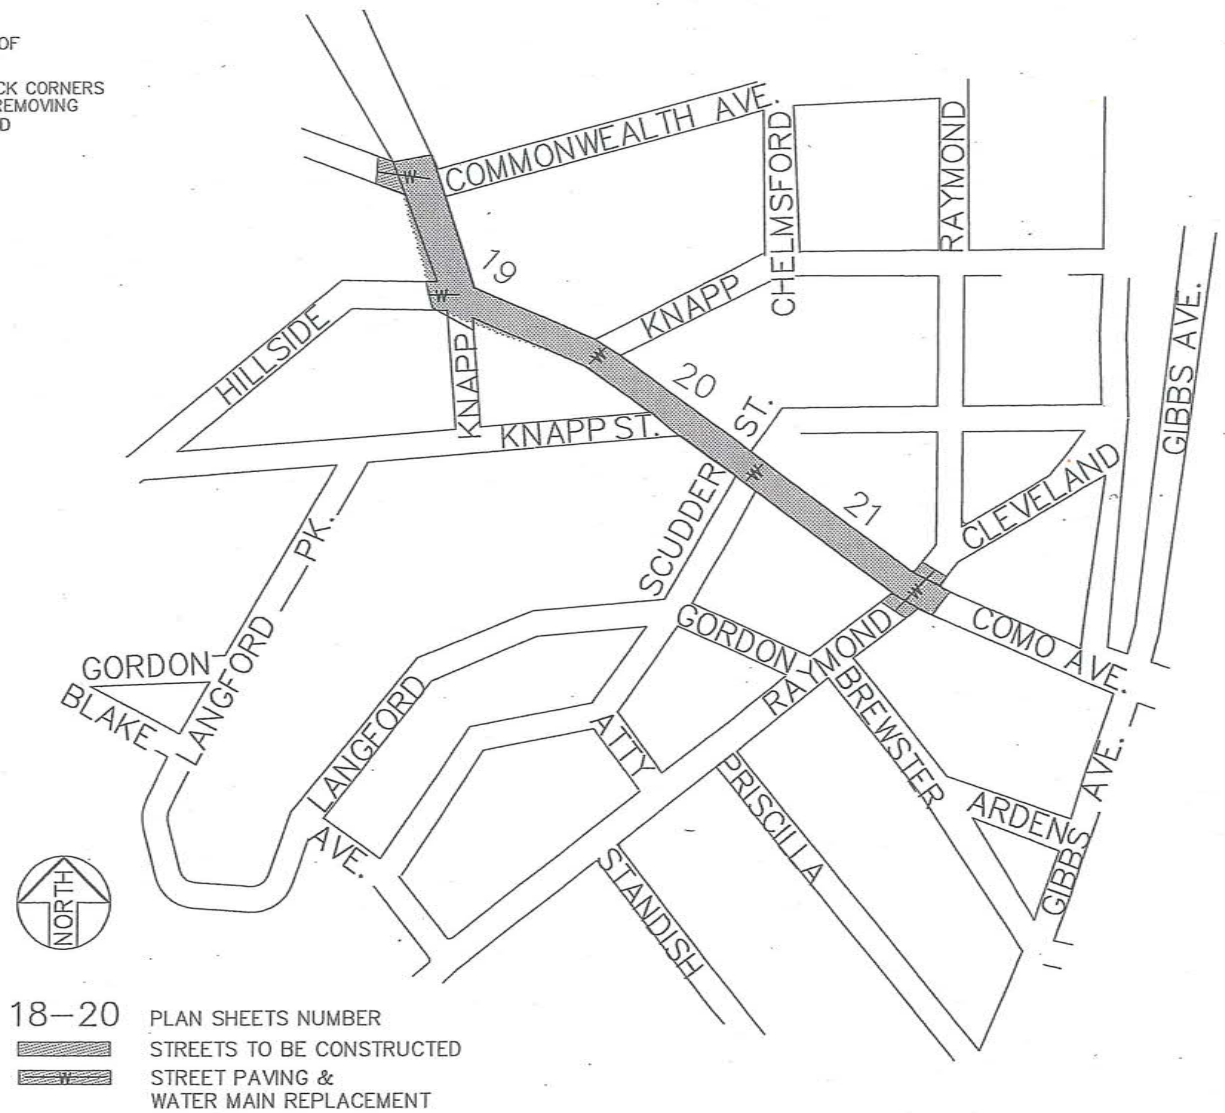 OF
CK CORNERS
REMOVING
D
COMMONWEALTH AVE.
CHELMSFORD
RAYMOND
W
19
W
HILLSIDE
KNAPP
KNAPP
W
20
GIBBS AVE.
KNAPP ST.
SCUDDER ST.
W
21
CLEVELAND
LANGFORD PK.
W
GORDON
RAYMOND
COMO AVE.
GORDON
BLAKE
LANGFORD
ATTY
BREWSTER
PRISCILLA
ARDEN
GIBBS AVE.
AVE.
STANDISH
NORTH
18-20 PLAN SHEETS NUMBER
STREETS TO BE CONSTRUCTED
W STREET PAVING &
WATER MAIN REPLACEMENT